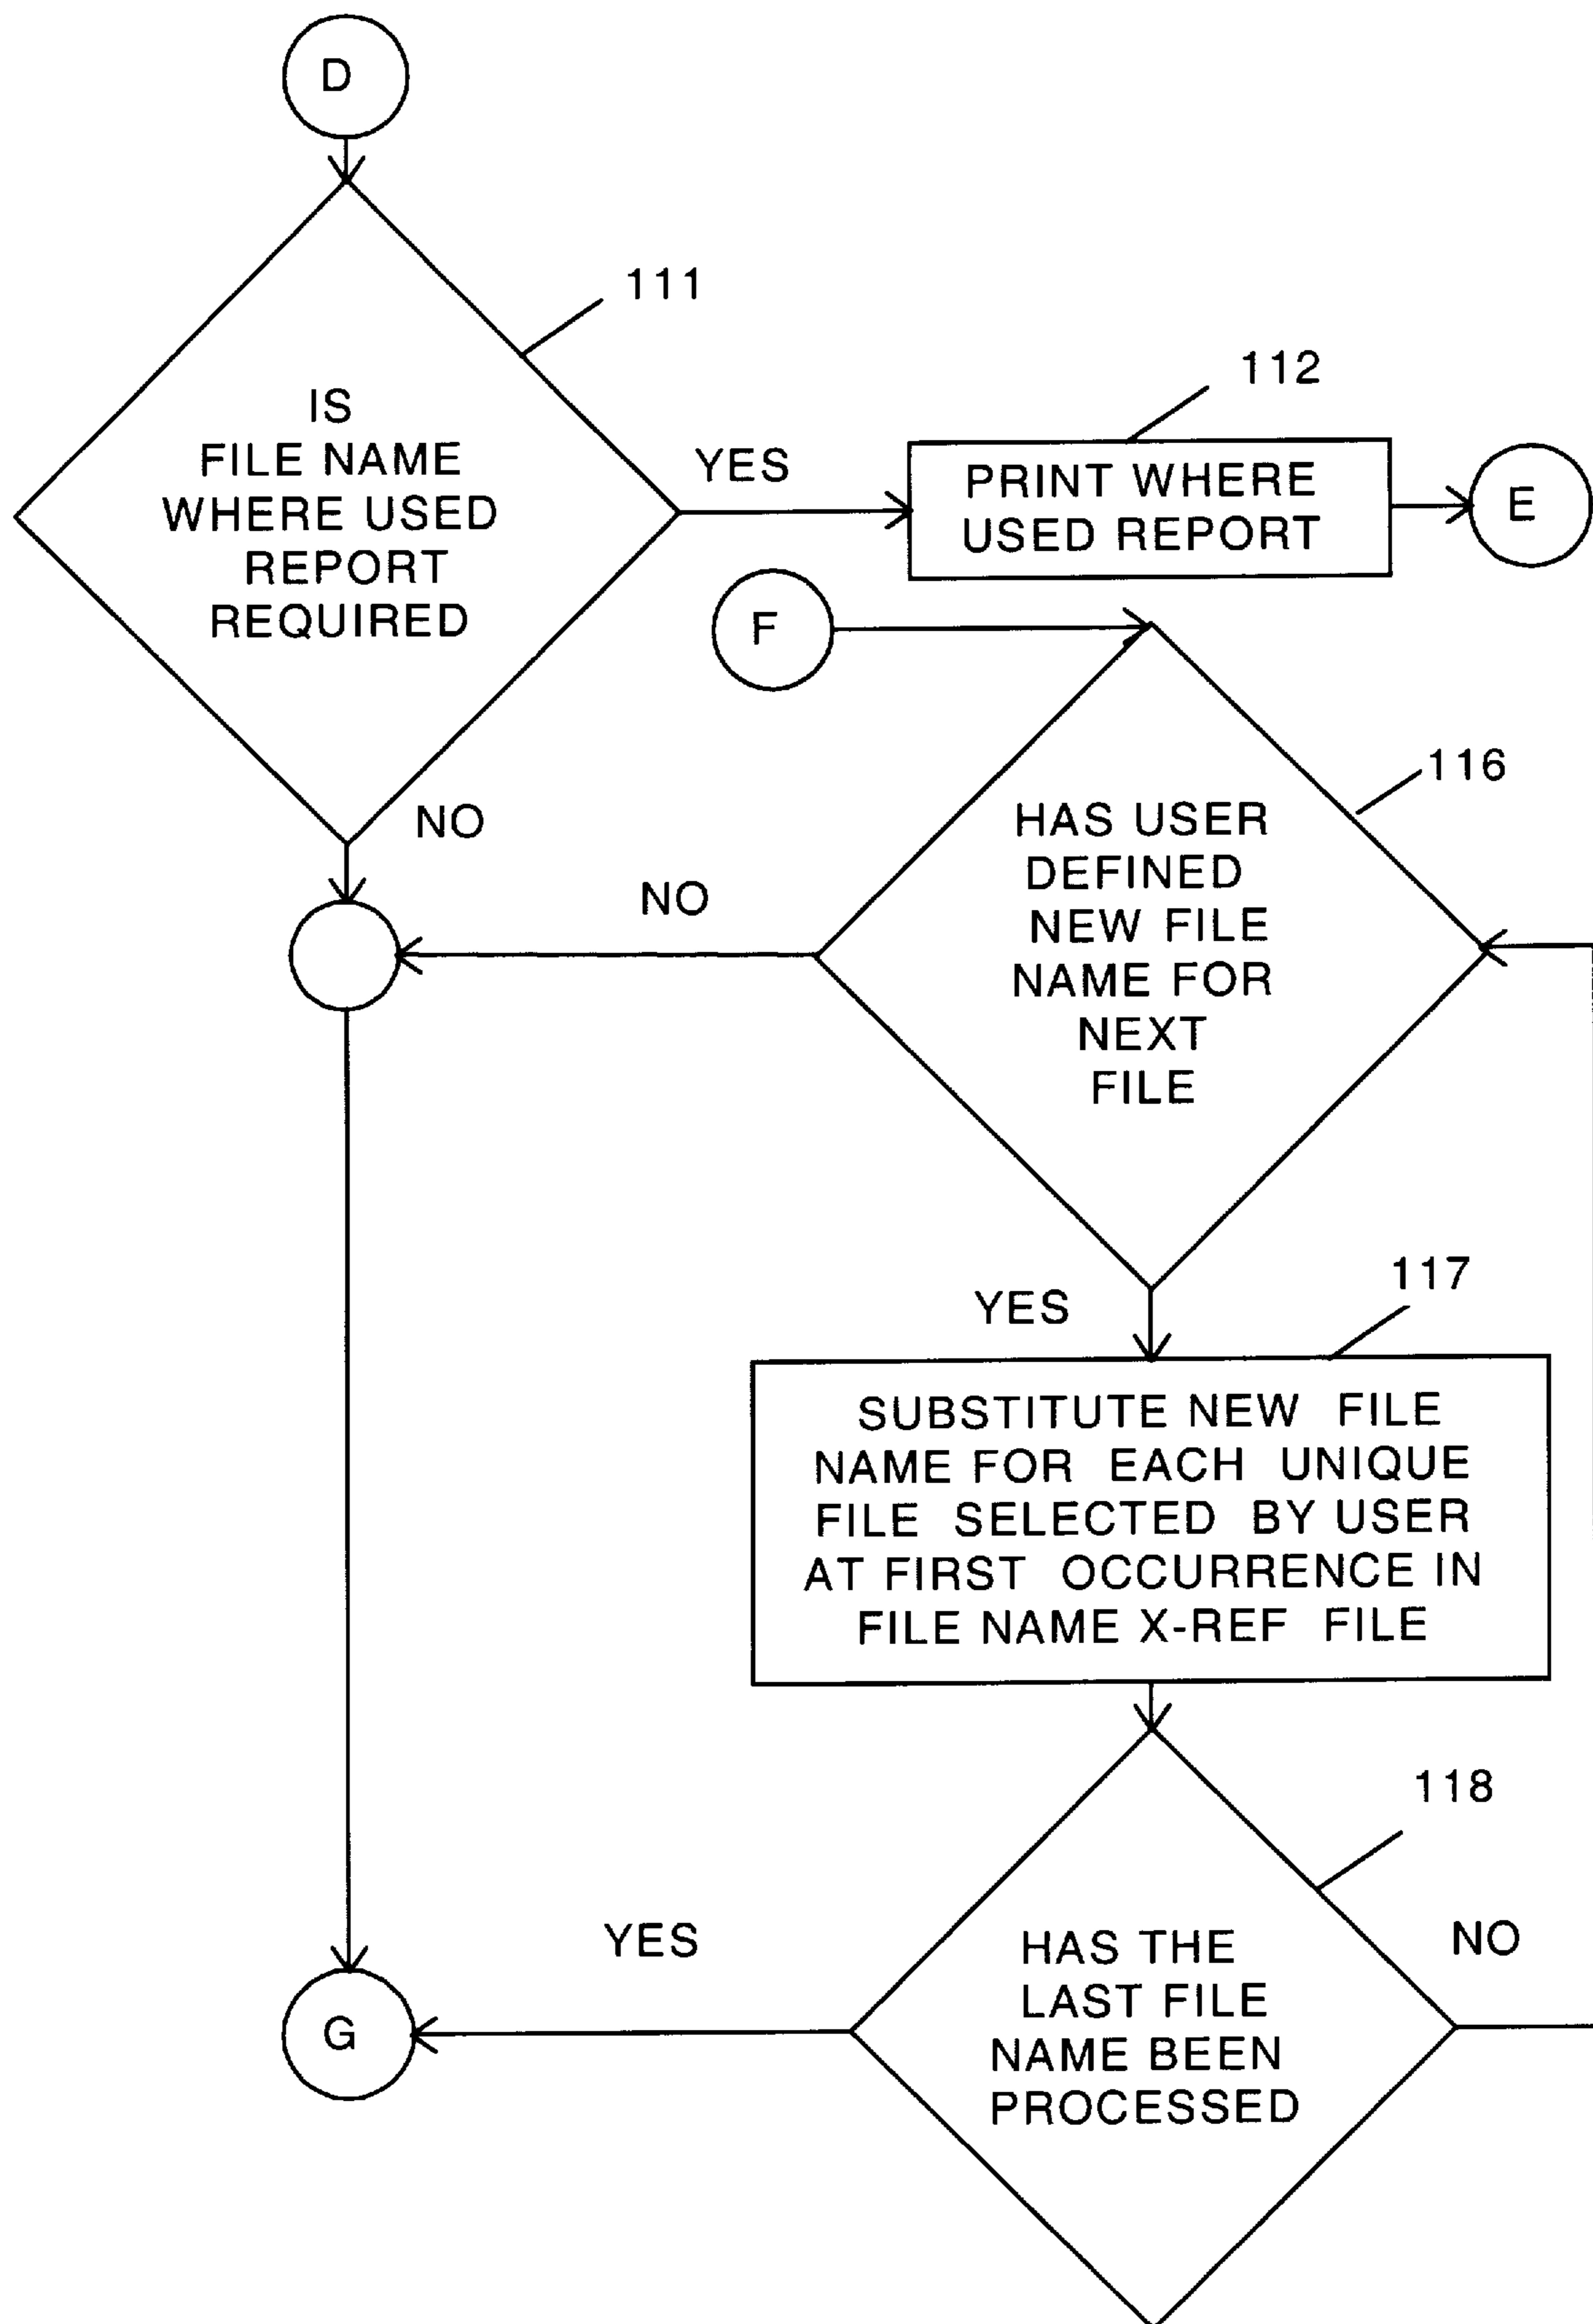 D
111
IS
FILE NAME
WHERE USED
REPORT
REQUIRED
YES
112
PRINT WHERE
USED REPORT
E
F
NO
116
HAS USER
DEFINED
NEW FILE
NAME FOR
NEXT
FILE
NO
YES
117
SUBSTITUTE NEW FILE
NAME FOR EACH UNIQUE
FILE SELECTED BY USER
AT FIRST OCCURRENCE IN
FILE NAME X-REF FILE
118
YES
HAS THE
LAST FILE
NAME BEEN
PROCESSED
NO
G